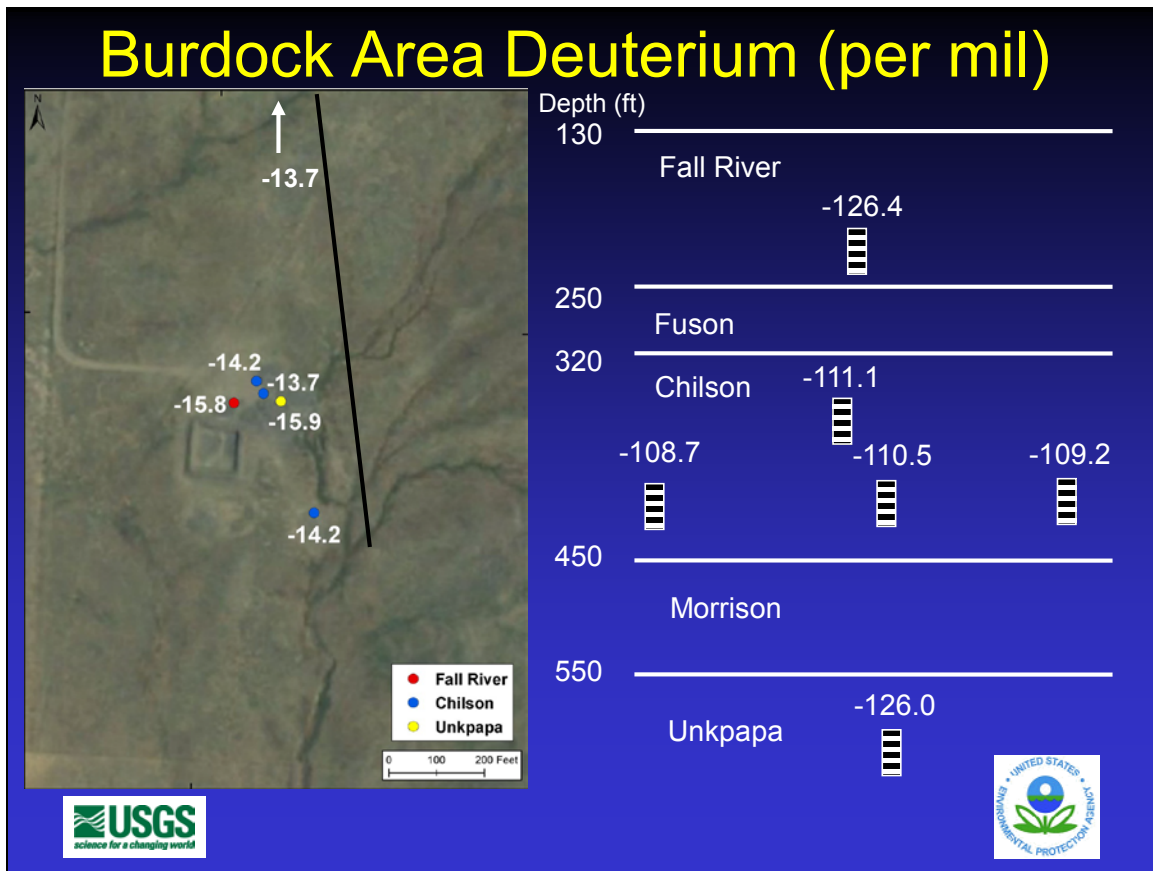 Burdock Area Deuterium (per mil)
N
-13.7
-14.2
-13.7
-15.8
-15.9
-14.2
Fall River
Chilson
Unkpapa
0 100 200 Feet
Depth (ft)
130
Fall River
-126.4
250
Fuson
320
Chilson
-111.1
-108.7
-110.5
-109.2
450
Morrison
550
-126.0
Unkpapa
USGS
science for a changing world
UNITED STATES
ENVIRONMENTAL PROTECTION AGENCY